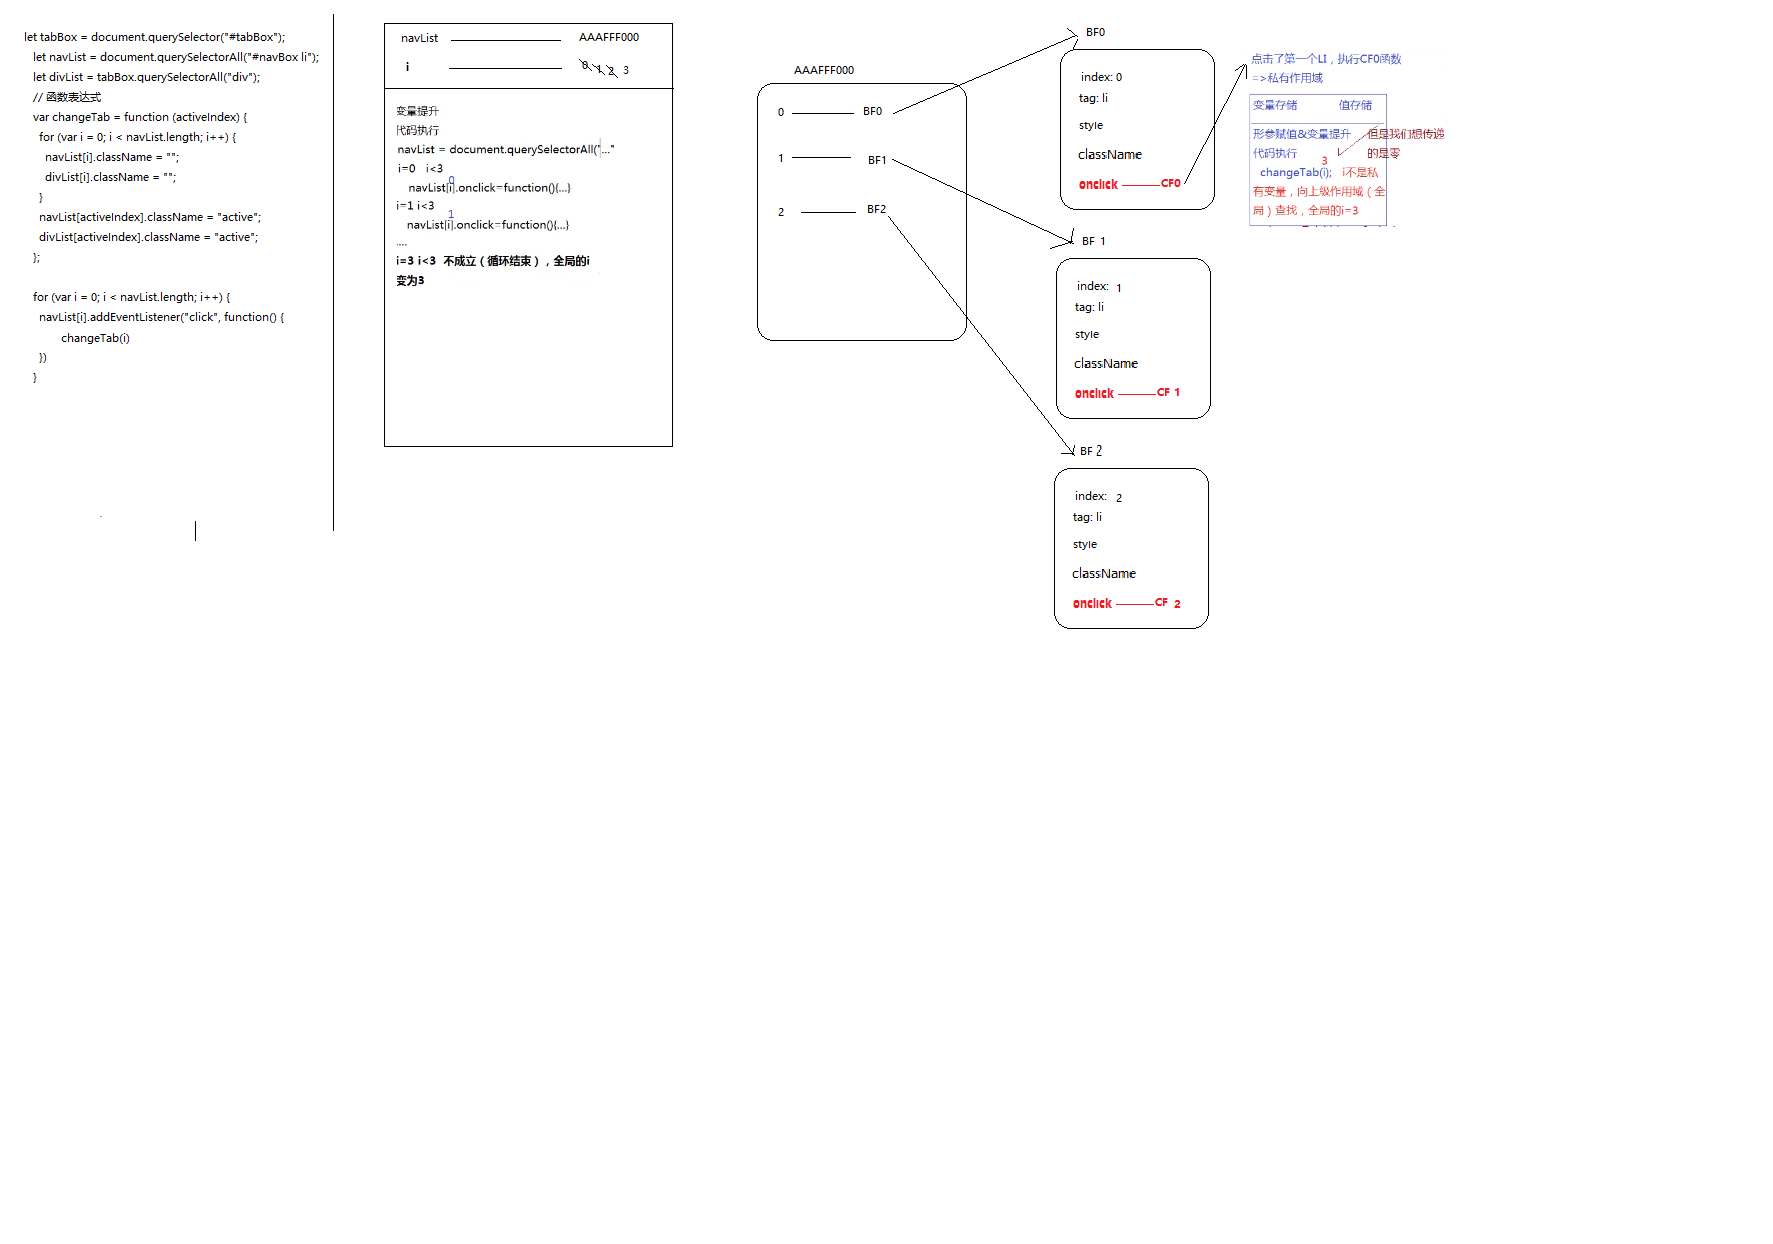 let tabBox = document.querySelector("#tabBox");
let navList = document.querySelectorAll("#navBox li");
let divList = tabBox.querySelectorAll("div");
// 函数表达式
var changeTab = function (activeIndex) {
for (var i = 0; i < navList.length; i++) {
navList[i].className = "";
divList[i].className = "";
}
navList[activeIndex].className = "active";
divList[activeIndex].className = "active";
};
for (var i = 0; i < navList.length; i++) {
navList[i].addEventListener("click", function() {
changeTab(i)
})
}
navList AAAFFF000
i 0 1 2 3
变量提升
代码执行
navList = document.querySelectorAll("..."
i=0 i<3
0
navList[i].onclick=function(){...}
i=1 i<3
1
navList[i].onclick=function(){...}
....
i=3 i<3 不成立（循环结束），全局的i
变为3
AAAFFF000
0 BF0
1 BF1
2 BF2
BF0
index: 0
tag: li
style
className
onclick CF0
BF 1
index: 1
tag: li
style
className
onclick CF 1
BF 2
index: 2
tag: li
style
className
onclick CF 2
点击了第一个LI，执行CF0函数
=>私有作用域
变量存储 值存储
形参赋值&变量提升
代码执行
3
changeTab(i); i不是私
有变量，向上级作用域（全
局）查找，全局的i=3
但是我们想传递
的是零